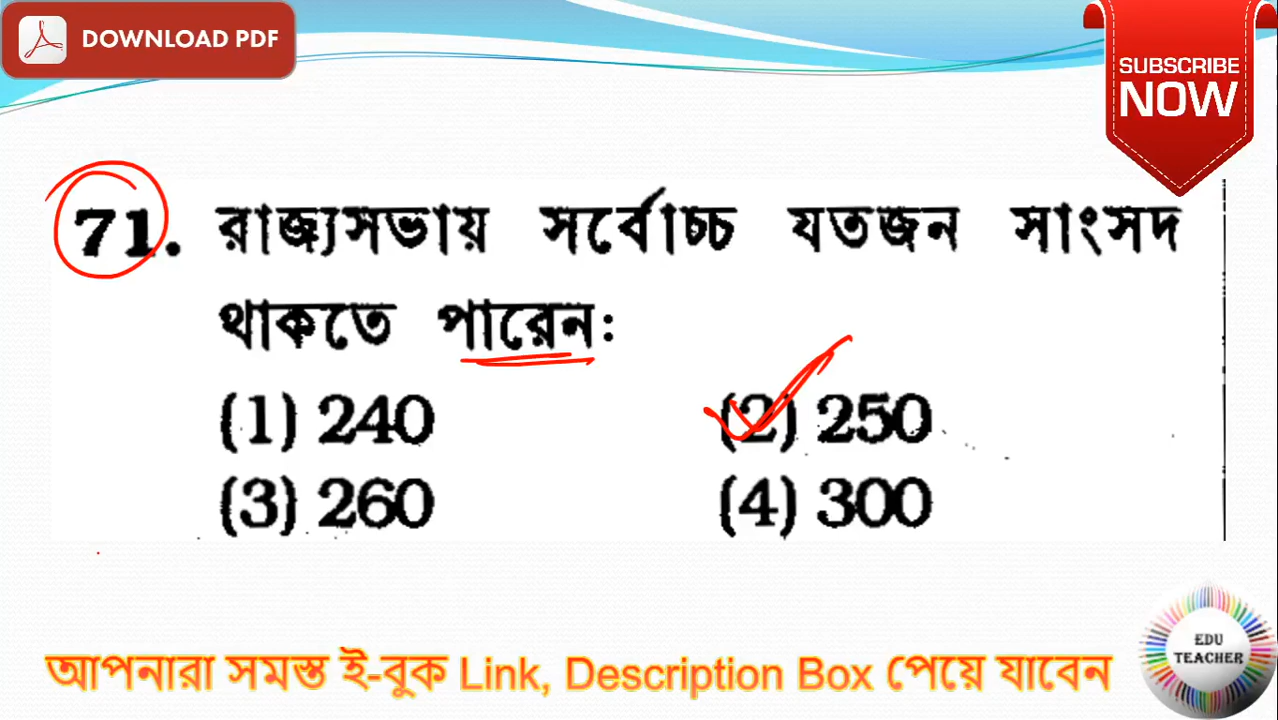 DOWNLOAD PDF
SUBSCRIBE
NOW
71. রাজ্যসভায় সর্বোচ্চ যতজন সাংসদ
থাকতে পারেন:
(1) 240 (2) 250
(3) 260 (4) 300
EDU
TEACHER
আপনারা সমস্ত ই-বুক Link, Description Box পেয়ে যাবেন